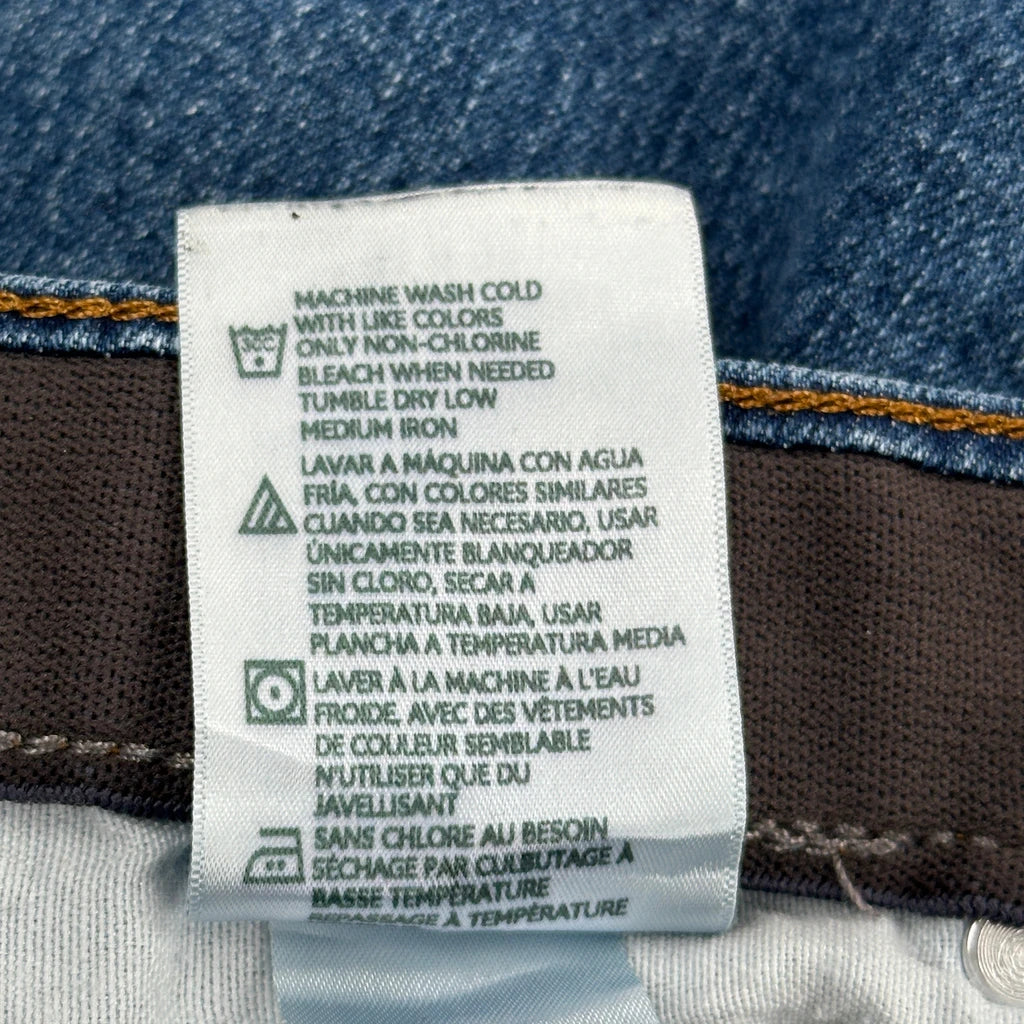 MACHINE WASH COLD
WITH LIKE COLORS
ONLY NON-CHLORINE
BLEACH WHEN NEEDED
TUMBLE DRY LOW
MEDIUM IRON
LAVAR A MÁQUINA CON AGUA
FRÍA, CON COLORES SIMILARES
CUANDO SEA NECESARIO, USAR
ÚNICAMENTE BLANQUEADOR
SIN CLORO, SECAR A
TEMPERATURA BAJA, USAR
PLANCHA A TEMPERATURA MEDIA
LAVER À LA MACHINE À L'EAU
FROIDE, AVEC DES VÊTEMENTS
DE COULEUR SEMBLABLE
N'UTILISER QUE DU
JAVELLISANT
SANS CHLORE AU BESOIN
SÉCHAGE PAR CULBUTAGE À
BASSE TEMPÉRATURE
REPASSAGE À TEMPÉRATURE